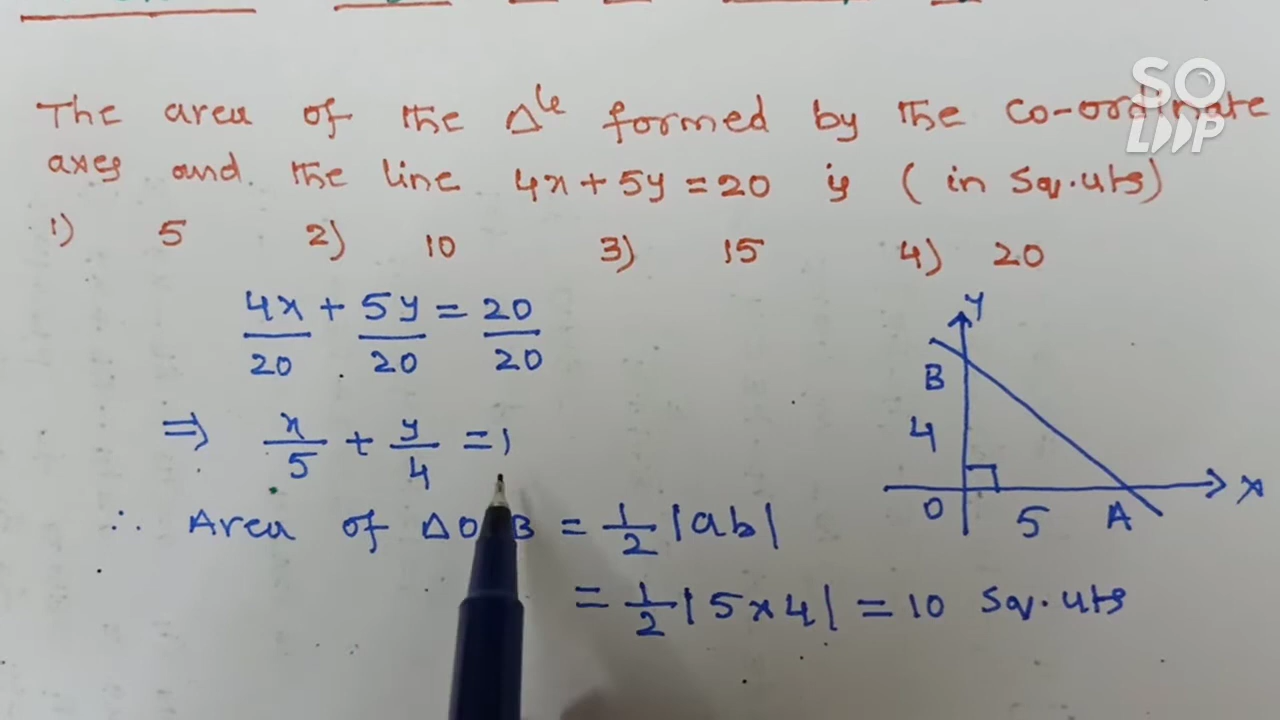 SO
LOOP
The area of the Δle formed by the co-ordinate
axes and the line 4x + 5y = 20 is ( in Sq.uts)
1) 5 2) 10 3) 15 4) 20
4x/20 + 5y/20 = 20/20
⇒ x/5 + y/4 = 1
∴ Area of ΔO B = 1/2 |ab|
= 1/2 | 5 x 4 | = 10 Sq.uts
Y
B
4
O 5 A X